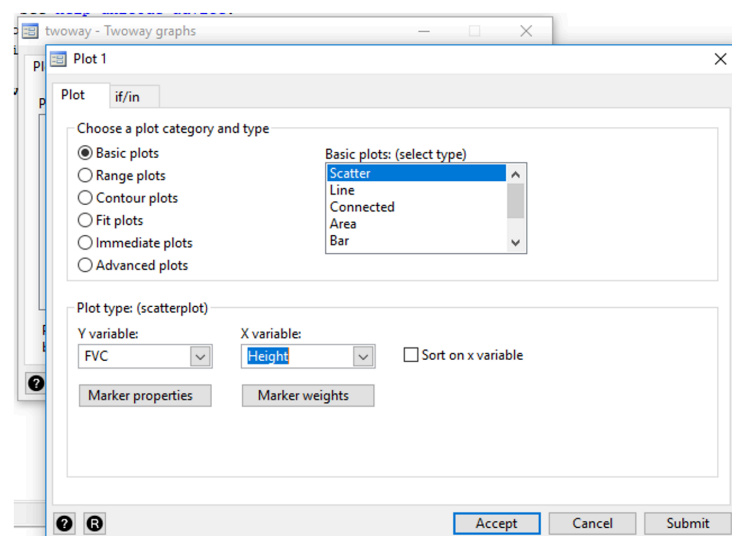 twoway - Twoway graphs
Plot 1
Plot if/in
Choose a plot category and type
Basic plots
Range plots
Contour plots
Fit plots
Immediate plots
Advanced plots
Basic plots: (select type)
Scatter
Line
Connected
Area
Bar
Plot type: (scatterplot)
Y variable:
FVC
X variable:
Height
Sort on x variable
Marker properties
Marker weights
? R
Accept
Cancel
Submit